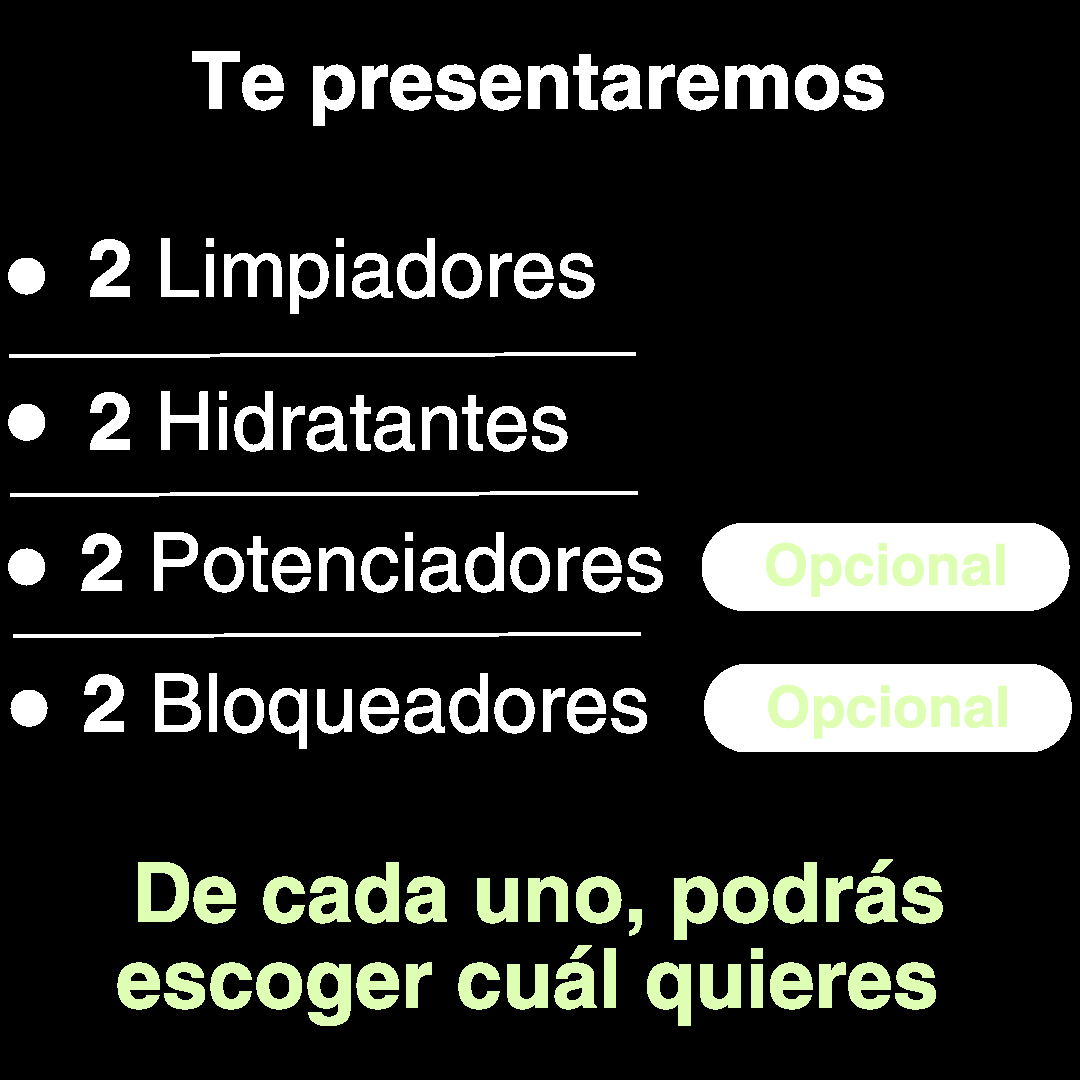 Te presentaremos
• 2 Limpiadores
• 2 Hidratantes
• 2 Potenciadores Opcional
• 2 Bloqueadores Opcional
De cada uno, podrás
escoger cuál quieres